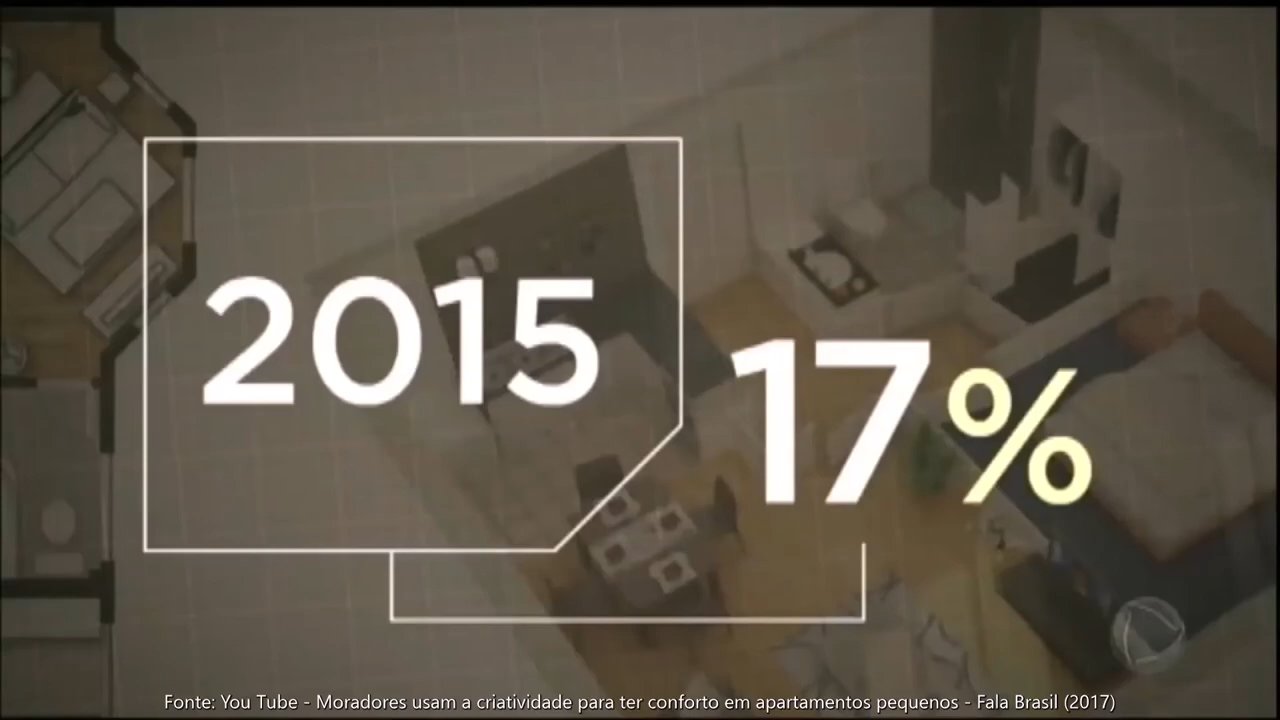 2015
17%
Fonte: You Tube - Moradores usam a criatividade para ter conforto em apartamentos pequenos - Fala Brasil (2017)